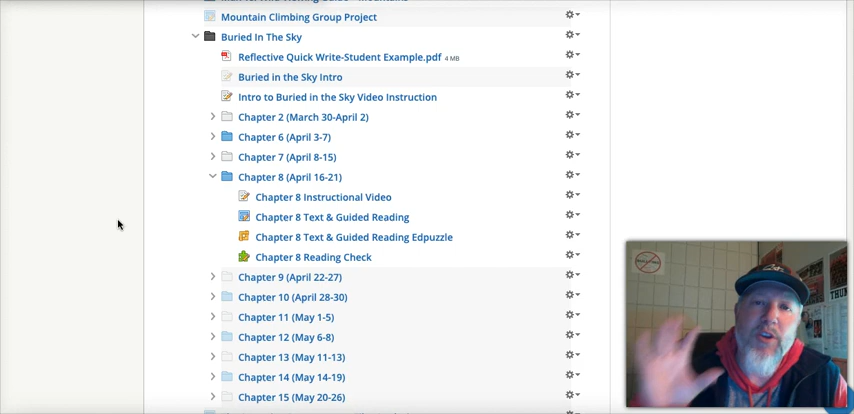 Mountain Climbing Group Project
Buried In The Sky
Reflective Quick Write-Student Example.pdf 4 MB
Buried in the Sky Intro
Intro to Buried in the Sky Video Instruction
Chapter 2 (March 30-April 2)
Chapter 6 (April 3-7)
Chapter 7 (April 8-15)
Chapter 8 (April 16-21)
Chapter 8 Instructional Video
Chapter 8 Text & Guided Reading
Chapter 8 Text & Guided Reading Edpuzzle
Chapter 8 Reading Check
Chapter 9 (April 22-27)
Chapter 10 (April 28-30)
Chapter 11 (May 1-5)
Chapter 12 (May 6-8)
Chapter 13 (May 11-13)
Chapter 14 (May 14-19)
Chapter 15 (May 20-26)